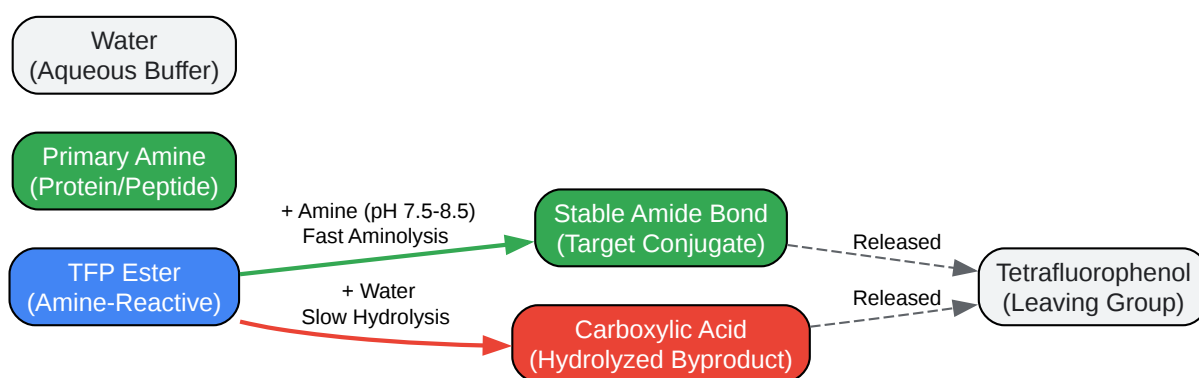 Water
(Aqueous Buffer)
Primary Amine
(Protein/Peptide)
TFP Ester
(Amine-Reactive)
+ Amine (pH 7.5-8.5)
Fast Aminolysis
+ Water
Slow Hydrolysis
Stable Amide Bond
(Target Conjugate)
Carboxylic Acid
(Hydrolyzed Byproduct)
Released
Released
Tetrafluorophenol
(Leaving Group)